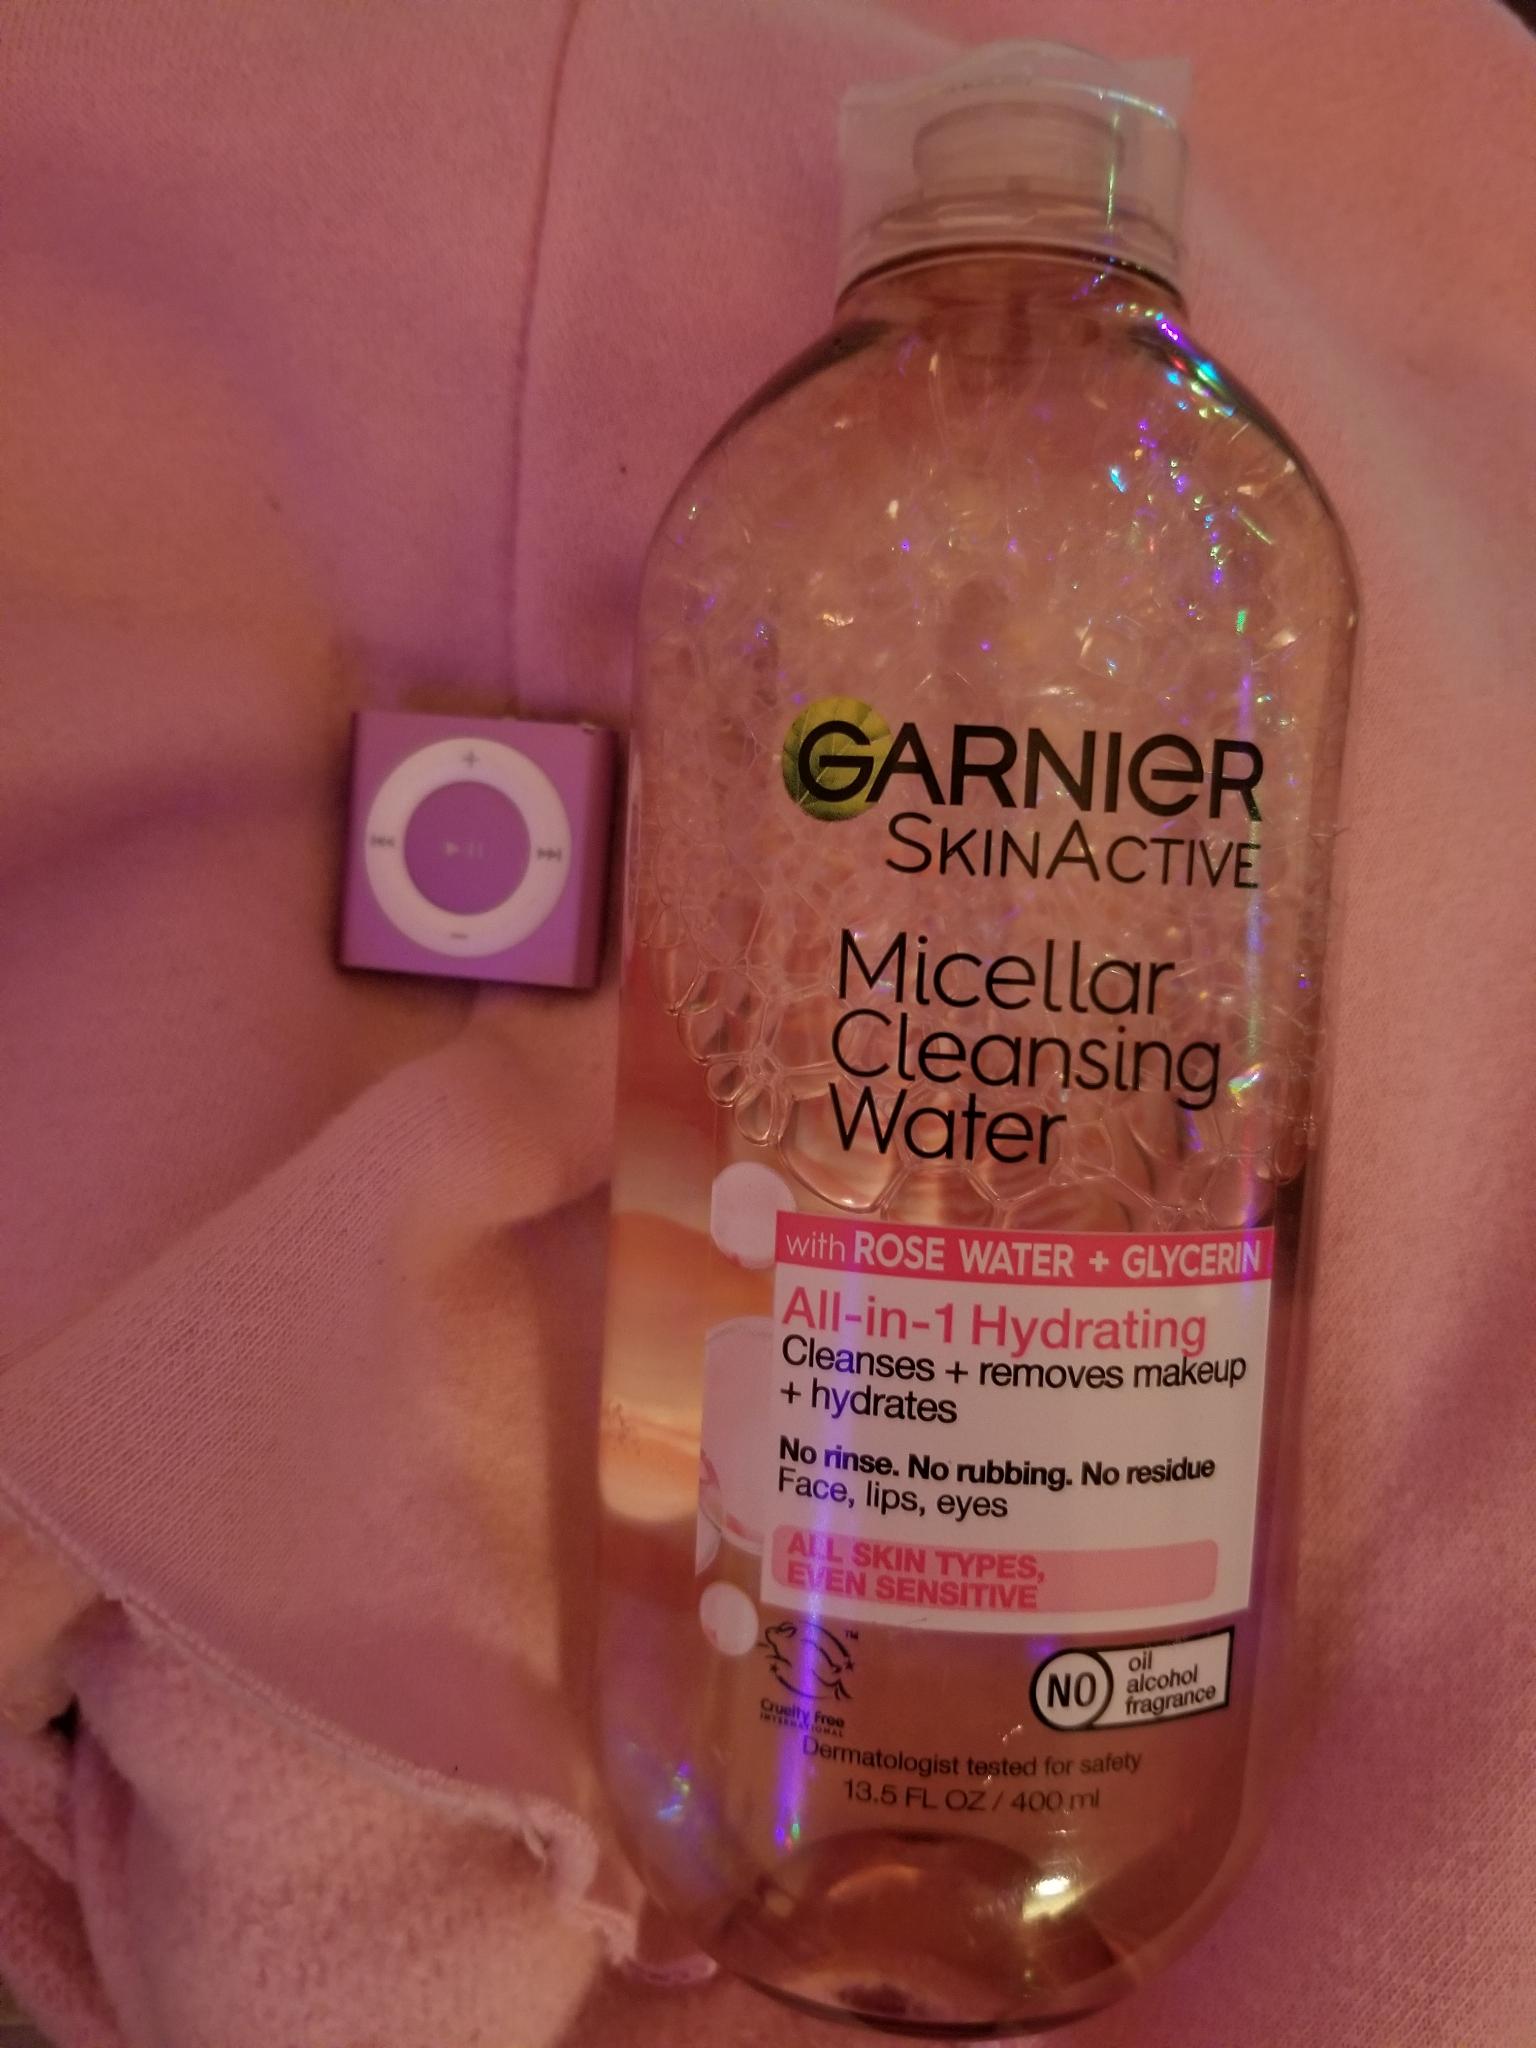 GARNIER
SKINACTIVE
Micellar
Cleansing
Water
with ROSE WATER + GLYCERIN
All-in-1 Hydrating
Cleanses + removes makeup
+ hydrates
No rinse. No rubbing. No residue
Face, lips, eyes
ALL SKIN TYPES,
EVEN SENSITIVE
TM
Cruelty Free
INTERNATIONAL
NO
oil
alcohol
fragrance
Dermatologist tested for safety
13.5 FL OZ / 400 ml